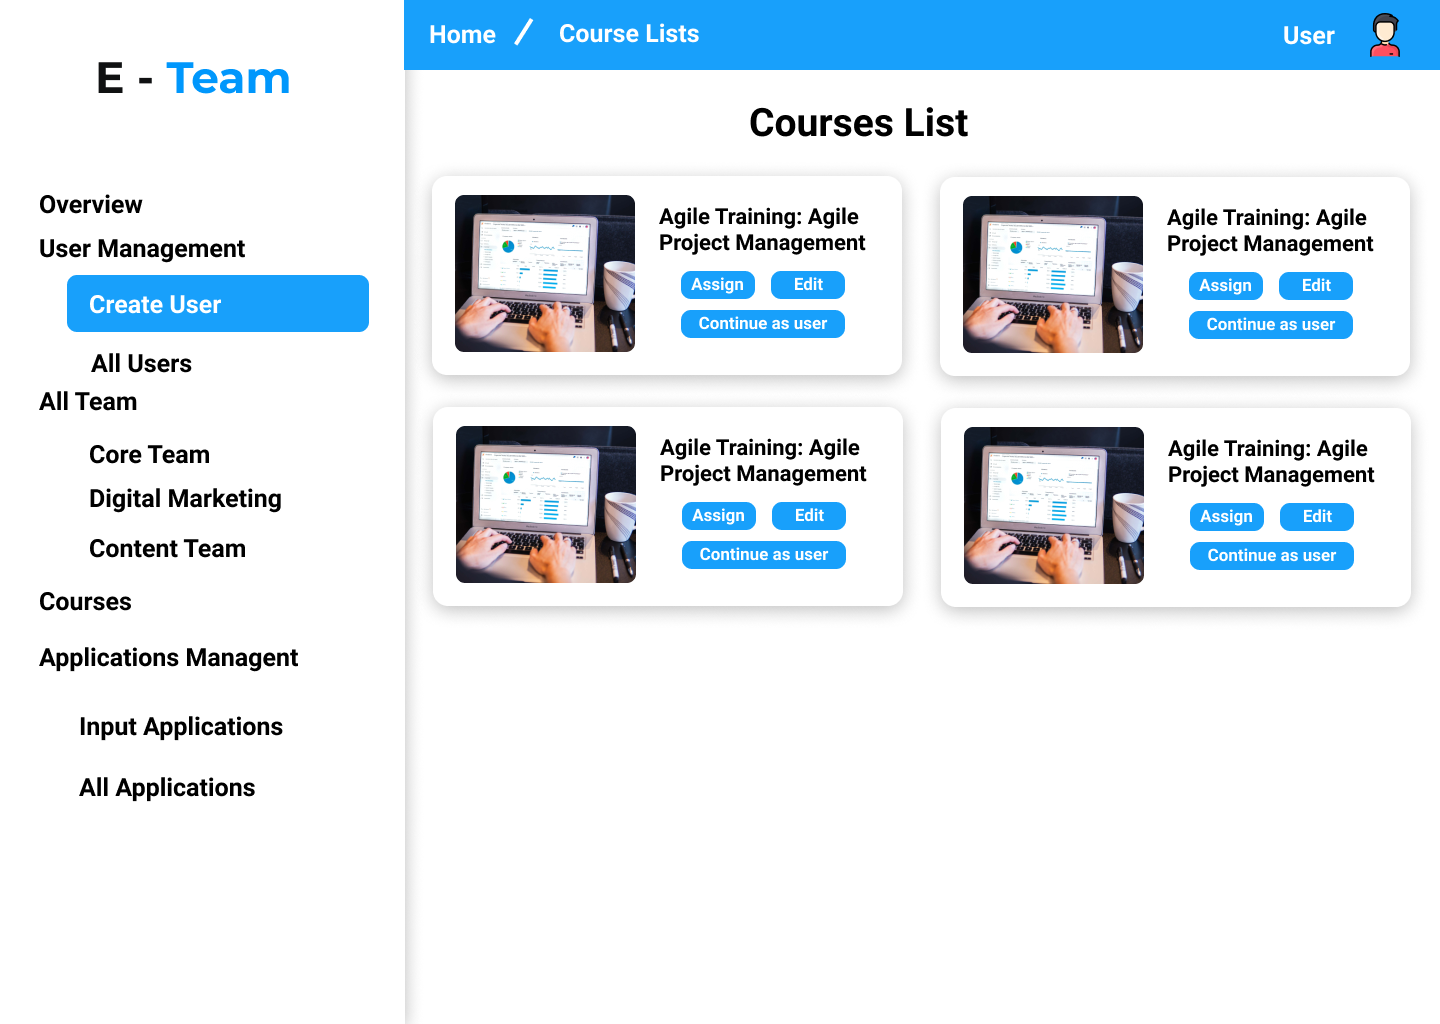 E - Team
Overview
User Management
Create User
All Users
All Team
Core Team
Digital Marketing
Content Team
Courses
Applications Managent
Input Applications
All Applications
Home / Course Lists
User
Courses List
Agile Training: Agile
Project Management
Assign Edit
Continue as user
Agile Training: Agile
Project Management
Assign Edit
Continue as user
Agile Training: Agile
Project Management
Assign Edit
Continue as user
Agile Training: Agile
Project Management
Assign Edit
Continue as user